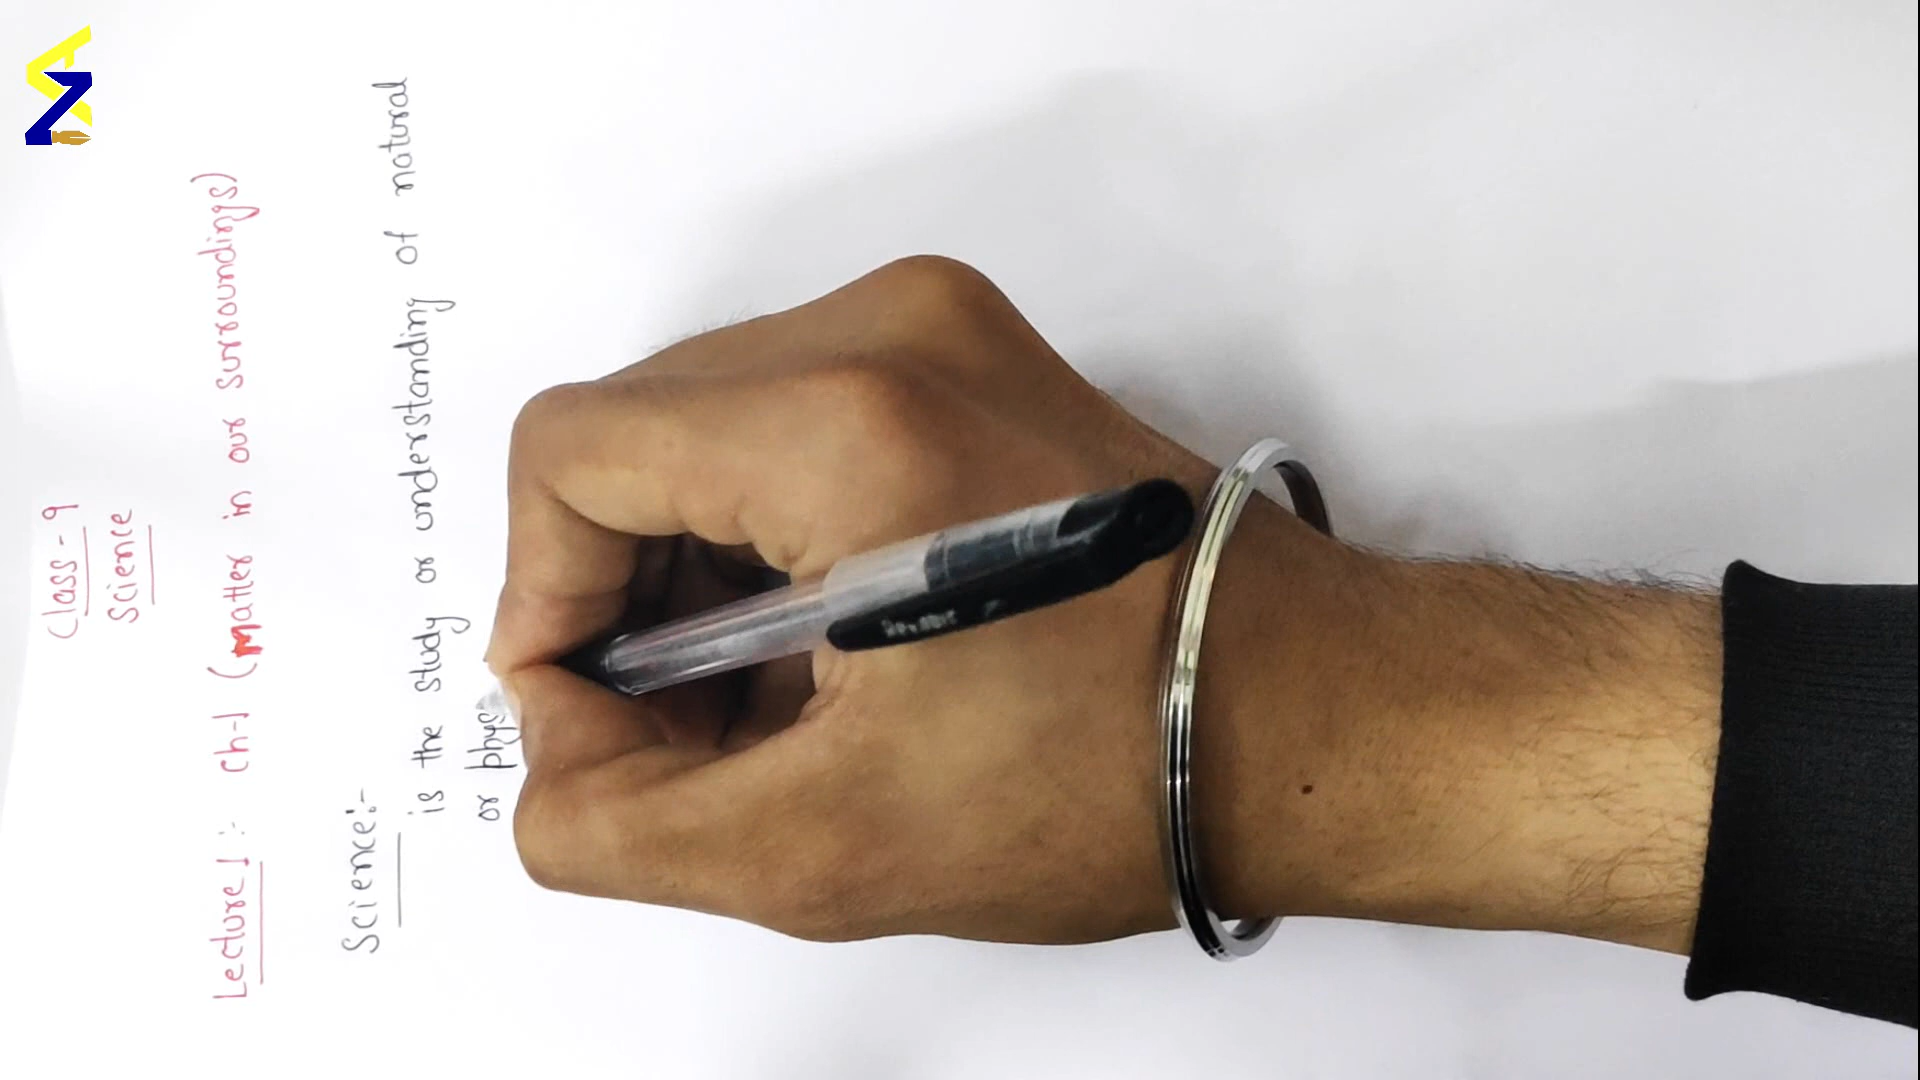 Class - 9
Science
Lecture 1 :- Ch-1 (Matter in our surroundings)
Science:-
is the study or understanding of natural
or phys